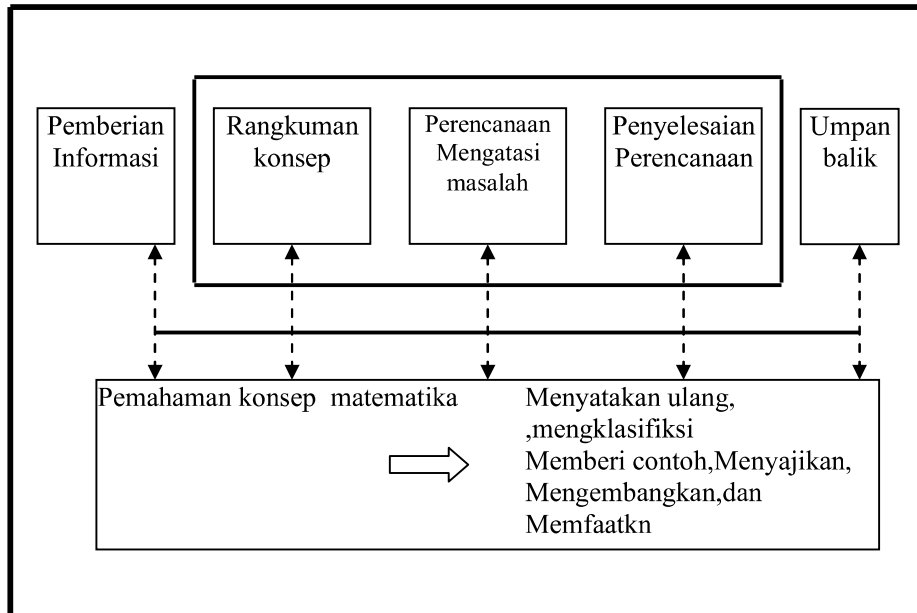 Pemberian
Informasi
Rangkuman
konsep
Perencanaan
Mengatasi
masalah
Penyelesaian
Perencanaan
Umpan
balik
Pemahaman konsep matematika
Menyatakan ulang,
,mengklasifiksi
Memberi contoh,Menyajikan,
Mengembangkan,dan
Memfaatkn